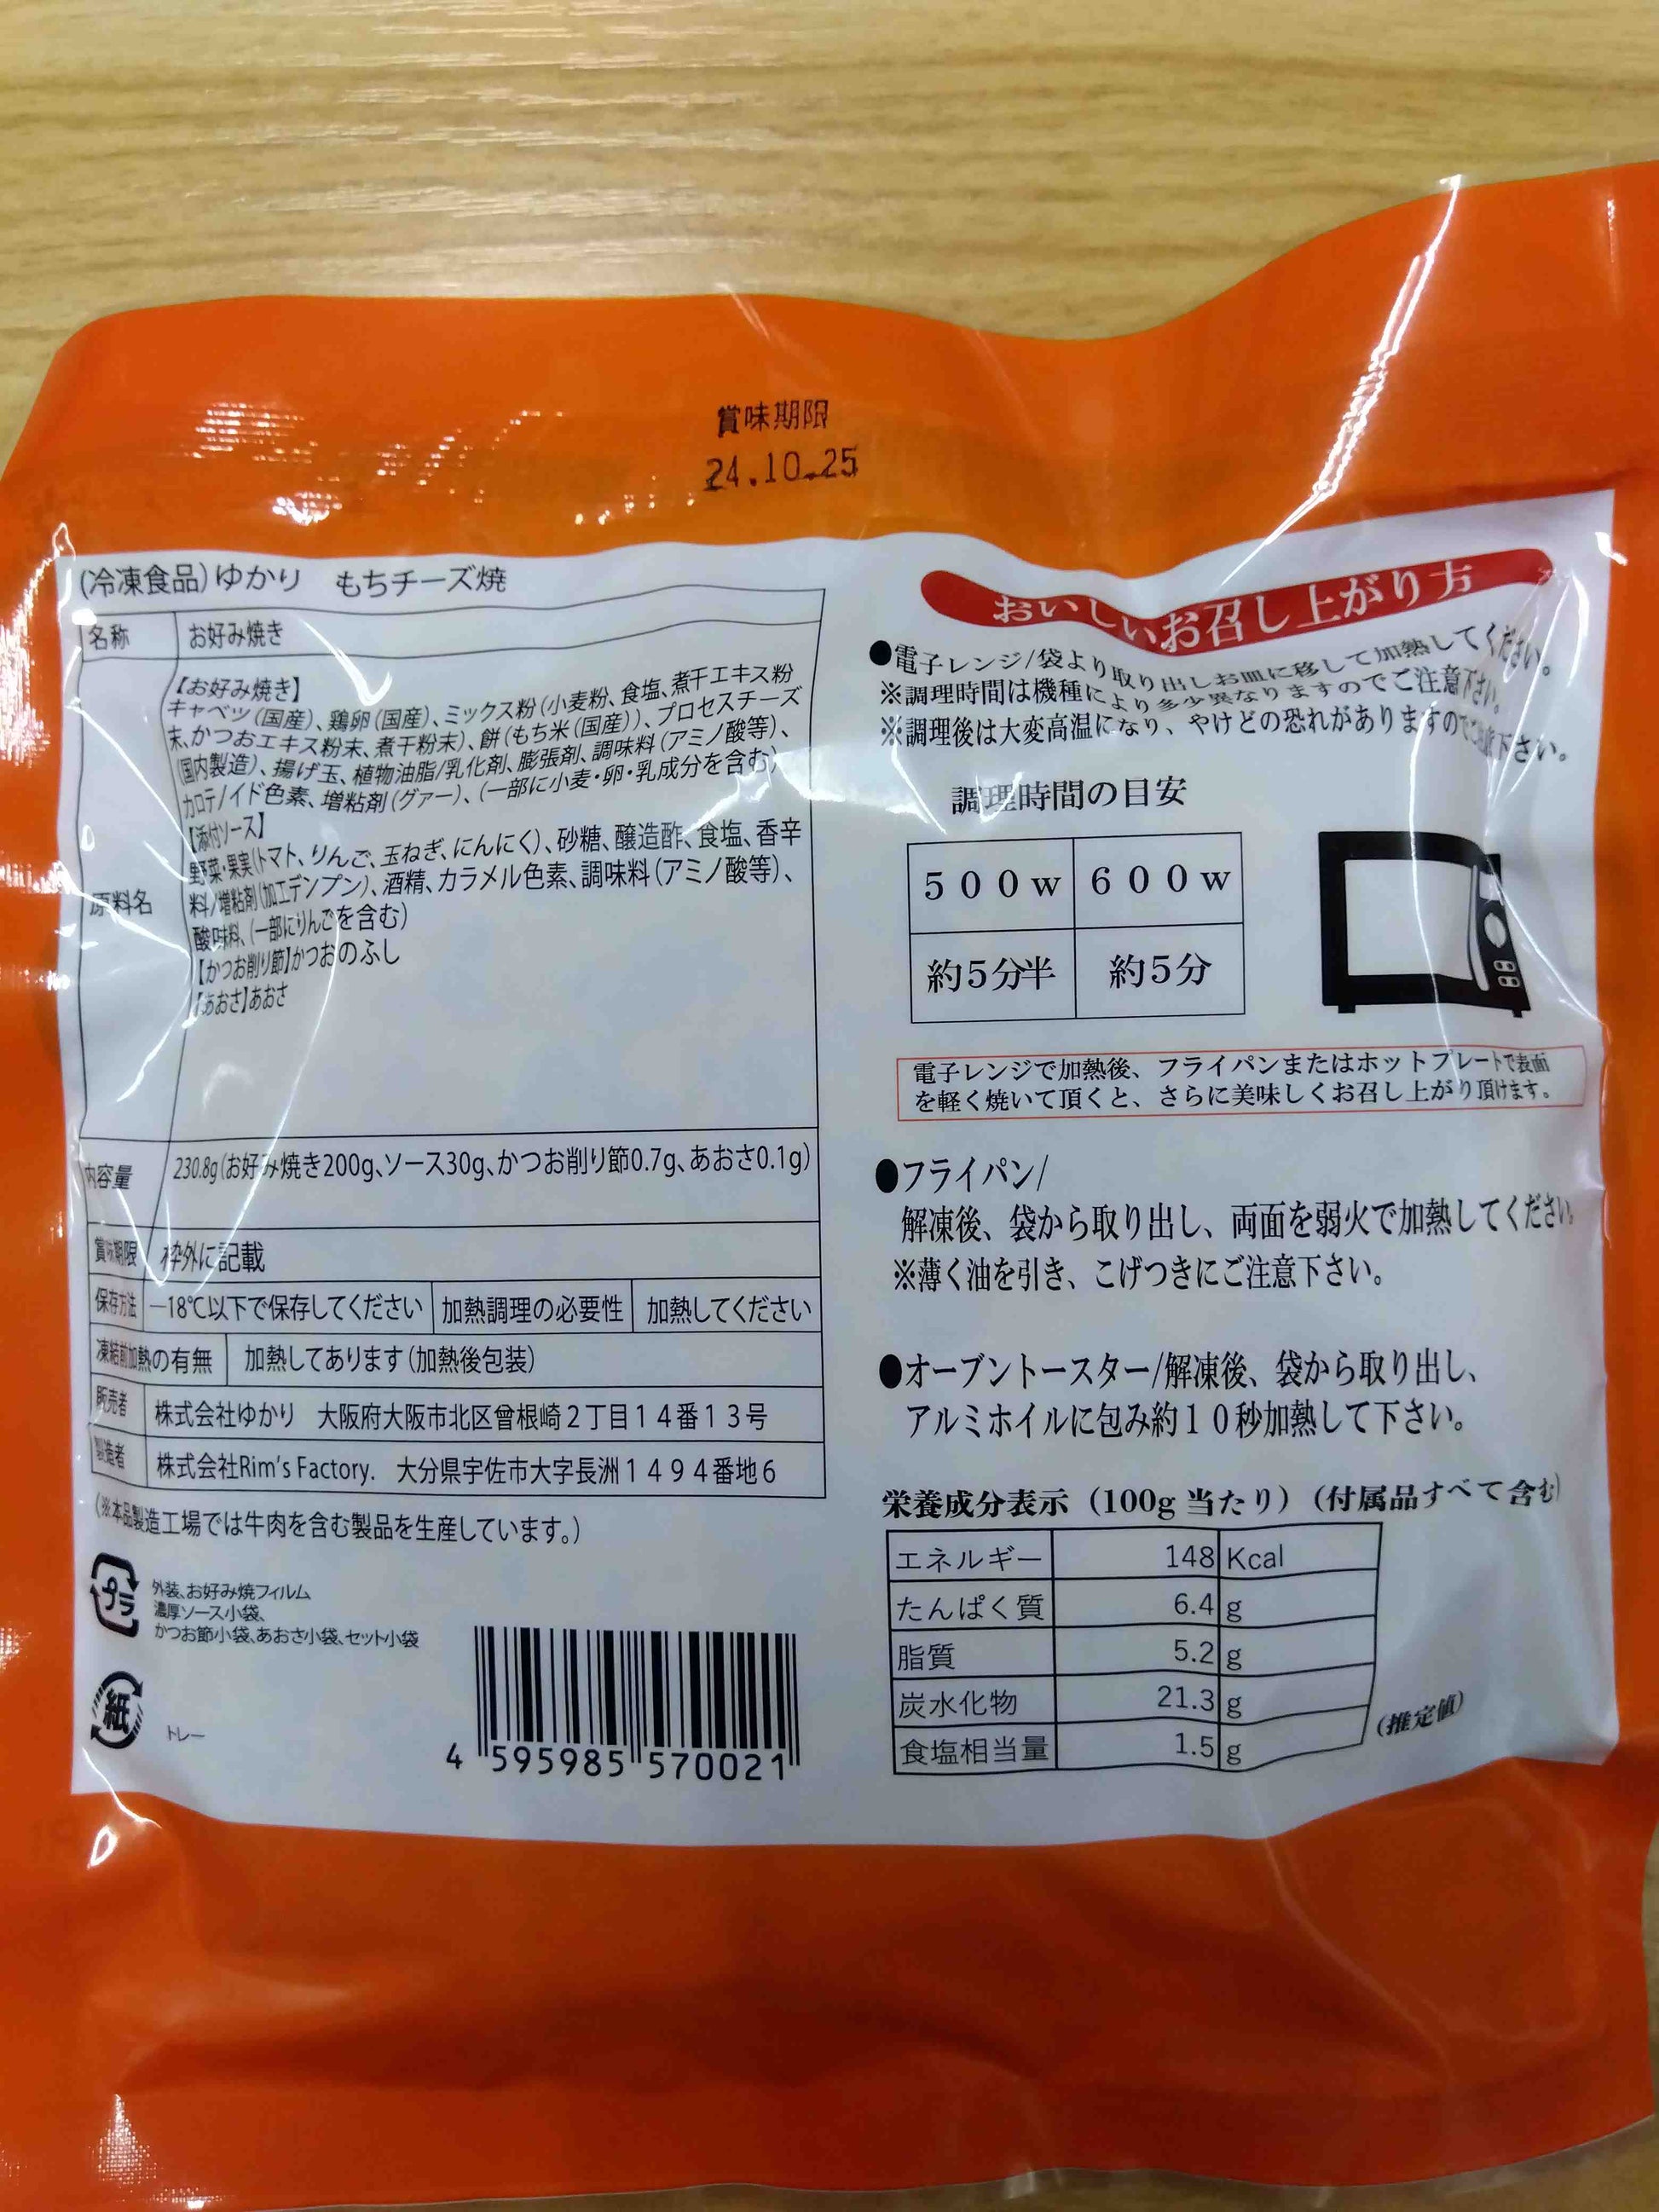 賞味期限
24.10.25
(冷凍食品)ゆかり もちチーズ焼
名称 お好み焼き
原料名
【お好み焼き】
キャベツ(国産)、鶏卵(国産)、ミックス粉(小麦粉、食塩、煮干エキス粉
末、かつおエキス粉末、煮干粉末)、餅(もち米(国産))、プロセスチーズ
(国内製造)、揚げ玉、植物油脂/乳化剤、膨張剤、調味料(アミノ酸等)、
カロテノイド色素、増粘剤(グァー)、(一部に小麦・卵・乳成分を含む)
【添付ソース】
野菜・果実(トマト、りんご、玉ねぎ、にんにく)、砂糖、醸造酢、食塩、香辛
料/増粘剤(加工デンプン)、酒精、カラメル色素、調味料(アミノ酸等)、
酸味料、(一部にりんごを含む)
【かつお削り節】かつおのふし
【あおさ】あおさ
内容量 230.8g(お好み焼き200g、ソース30g、かつお削り節0.7g、あおさ0.1g)
賞味期限 枠外に記載
保存方法 −18℃以下で保存してください 加熱調理の必要性 加熱してください
凍結前加熱の有無 加熱してあります(加熱後包装)
販売者 株式会社ゆかり 大阪府大阪市北区曾根崎2丁目14番13号
製造者 株式会社Rim's Factory. 大分県宇佐市大字長洲1494番地6
(※本品製造工場では牛肉を含む製品を生産しています。)
プラ
外装、お好み焼フィルム
濃厚ソース小袋、
かつお節小袋、あおさ小袋、セット小袋
紙
トレー
4 595985 570021
おいしいお召し上がり方
●電子レンジ/袋より取り出しお皿に移して加熱してください。
※調理時間は機種により多少異なりますのでご注意下さい。
※調理後は大変高温になり、やけどの恐れがありますのでご注意下さい。
調理時間の目安
500w 600w
約5分半 約5分
電子レンジで加熱後、フライパンまたはホットプレートで表面
を軽く焼いて頂くと、さらに美味しくお召し上がり頂けます。
●フライパン/
解凍後、袋から取り出し、両面を弱火で加熱してください。
※薄く油を引き、こげつきにご注意下さい。
●オーブントースター/解凍後、袋から取り出し、
アルミホイルに包み約10秒加熱して下さい。
栄養成分表示(100g当たり)(付属品すべて含む)
エネルギー 148 Kcal
たんぱく質 6.4 g
脂質 5.2 g
炭水化物 21.3 g
食塩相当量 1.5 g
(推定値)